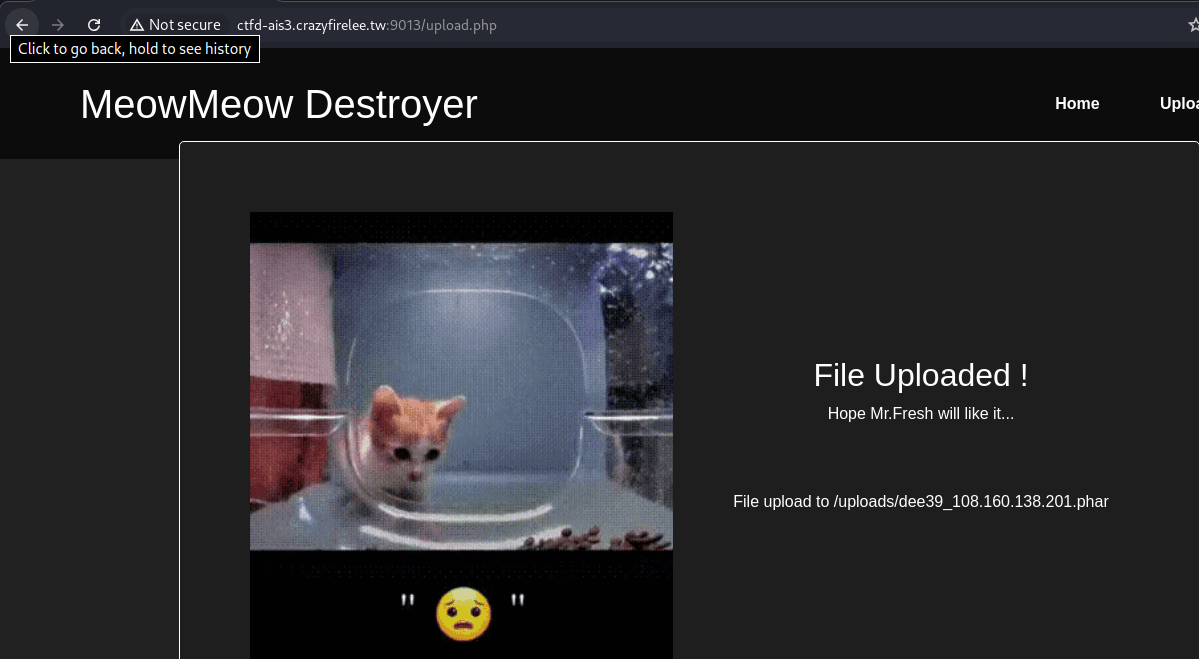 Not secure ctfd-ais3.crazyfirelee.tw:9013/upload.php
Click to go back, hold to see history
MeowMeow Destroyer
Home
File Uploaded !
Hope Mr.Fresh will like it...
File upload to /uploads/dee39_108.160.138.201.phar
" "